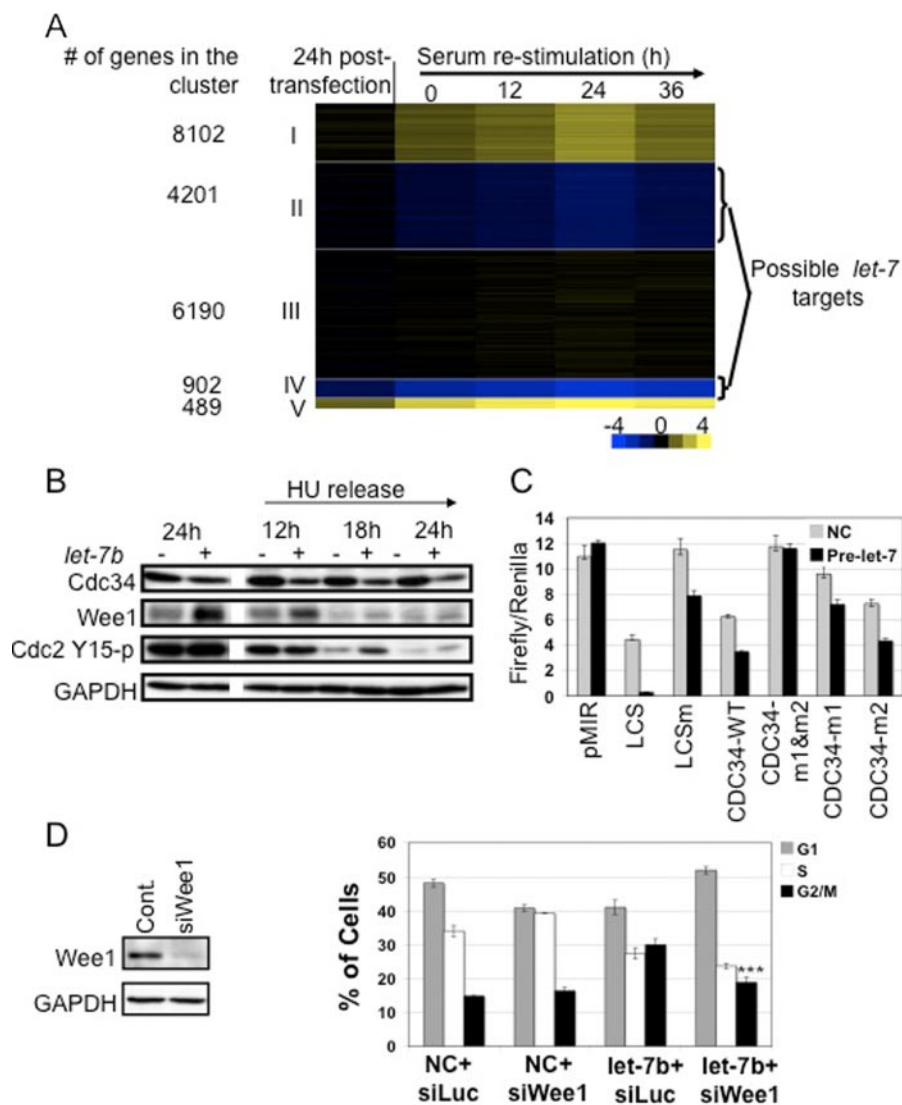 A
# of genes in the
cluster
24h post-
transfection
Serum re-stimulation (h)
0 12 24 36
8102 I
4201 II
6190 III
902 IV
489 V
Possible let-7
targets
-4 0 4
B
HU release
24h 12h 18h 24h
let-7b - + - + - + - +
Cdc34
Wee1
Cdc2 Y15-p
GAPDH
C
Firefly/Renilla
14
12
10
8
6
4
2
0
NC
Pre-let-7
pMIR
LCS
LCSm
CDC34-WT
CDC34-
m1&m2
CDC34-m1
CDC34-m2
D
Cont.
siWee1
Wee1
GAPDH
% of Cells
60
50
40
30
20
10
0
G1
S
G2/M
***
NC+
siLuc
NC+
siWee1
let-7b+
siLuc
let-7b+
siWee1